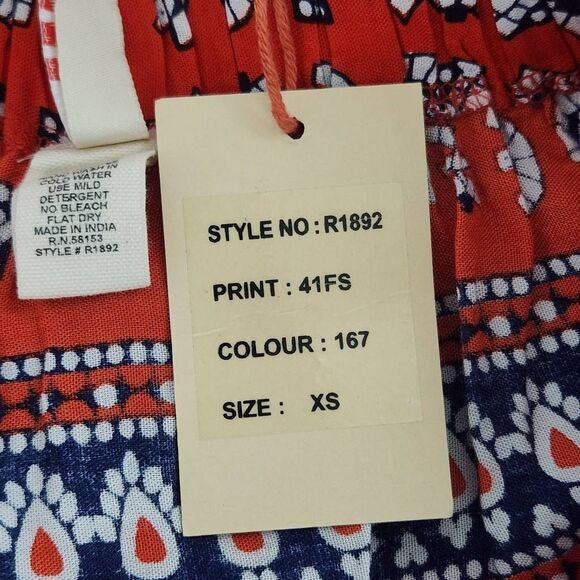 WASH IN
COLD WATER
USE MILD
DETERGENT
NO BLEACH
FLAT DRY
MADE IN INDIA
R.N.58153
STYLE # R1892
STYLE NO : R1892
PRINT : 41FS
COLOUR : 167
SIZE : XS